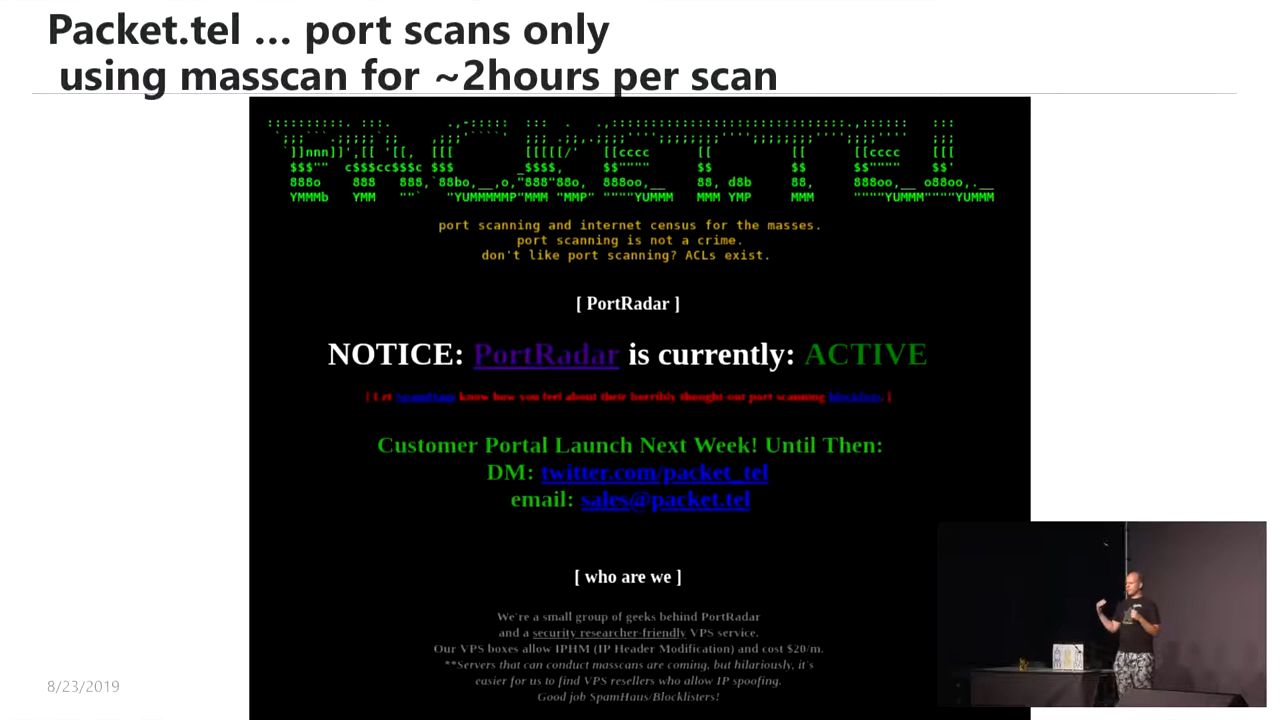 Packet.tel … port scans only
using masscan for ~2hours per scan
PACKET.TEL
port scanning and internet census for the masses.
port scanning is not a crime.
don't like port scanning? ACLs exist.
[ PortRadar ]
NOTICE: PortRadar is currently: ACTIVE
[ Let SpamHaus know how you feel about their horribly thought-out port scanning blocklists. ]
Customer Portal Launch Next Week! Until Then:
DM: twitter.com/packet_tel
email: sales@packet.tel
[ who are we ]
We're a small group of geeks behind PortRadar
and a security researcher-friendly VPS service.
Our VPS boxes allow IPHM (IP Header Modification) and cost $20/m.
**Servers that can conduct masscans are coming, but hilariously, it's
easier for us to find VPS resellers who allow IP spoofing.
Good job SpamHaus/Blocklisters!
8/23/2019